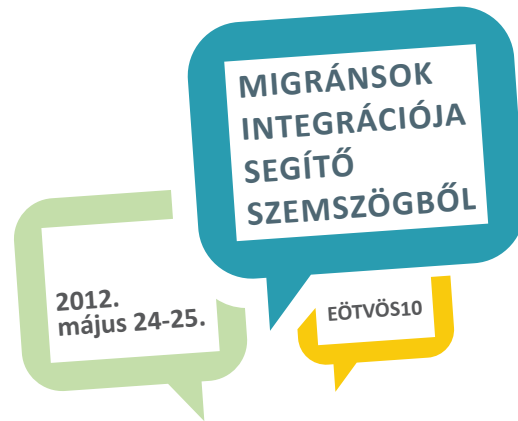 MIGRÁNSOK
INTEGRÁCIÓJA
SEGÍTŐ
SZEMSZÖGBŐL
2012.
május 24-25.
EÖTVÖS10